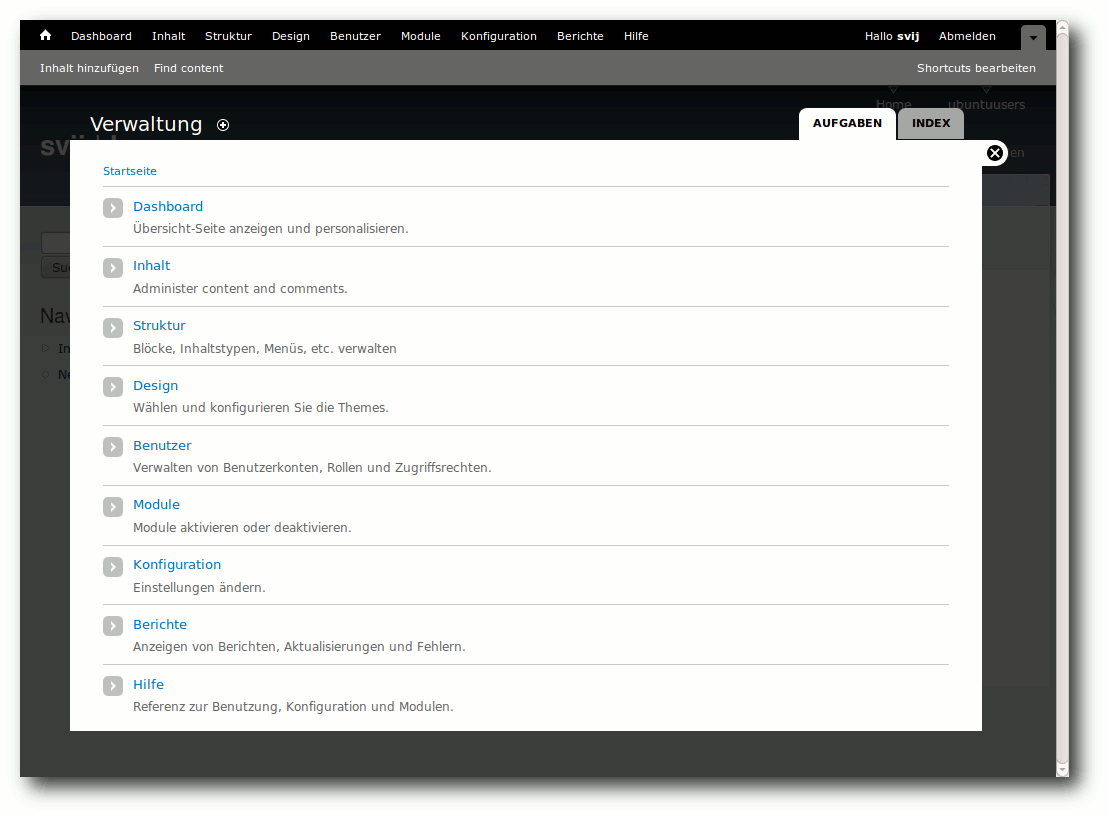 Dashboard Inhalt Struktur Design Benutzer Module Konfiguration Berichte Hilfe Hallo svij Abmelden
Inhalt hinzufügen Find content Shortcuts bearbeiten
Home ubuntuusers
Verwaltung AUFGABEN INDEX
Startseite
Dashboard
Übersicht-Seite anzeigen und personalisieren.
Inhalt
Administer content and comments.
Struktur
Blöcke, Inhaltstypen, Menüs, etc. verwalten
Design
Wählen und konfigurieren Sie die Themes.
Benutzer
Verwalten von Benutzerkonten, Rollen und Zugriffsrechten.
Module
Module aktivieren oder deaktivieren.
Konfiguration
Einstellungen ändern.
Berichte
Anzeigen von Berichten, Aktualisierungen und Fehlern.
Hilfe
Referenz zur Benutzung, Konfiguration und Modulen.